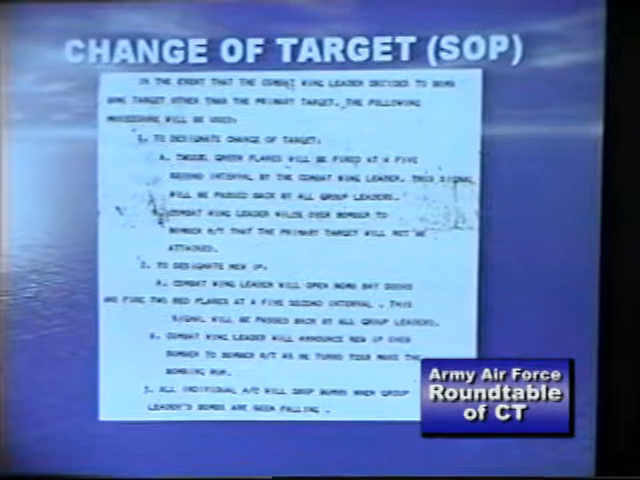 CHANGE OF TARGET (SOP)
IN THE EVENT THAT THE COMBAT WING LEADER DECIDES TO BOMB
TARGET OTHER THAN THE PRIMARY TARGET. THE FOLLOWING
PROCEDURE WILL BE USED:
1. TO DESIGNATE CHANGE OF TARGET:
A. GREEN FLARES WILL BE FIRED AT A FIVE
SECOND INTERVAL BY THE COMBAT WING LEADER. THIS SIGNAL
WILL BE PASSED BACK BY ALL GROUP LEADERS.
COMBAT WING LEADER OVER BOMBER TO
BOMBER R/T THAT THE PRIMARY TARGET WILL NOT BE
ATTACKED.
2. TO DESIGNATE NEW I.P.
A. COMBAT WING LEADER WILL OPEN BOMB BAY DOORS
AND FIRE TWO RED FLARES AT A FIVE SECOND INTERVAL . THIS
SIGNAL WILL BE PASSED BACK BY ALL GROUP LEADERS.
B. COMBAT WING LEADER WILL ANNOUNCE NEW I.P. OVER
BOMBER TO BOMBER R/T AS HE TURNS TO MAKE THE
BOMBING RUN.
3. ALL INDIVIDUAL A/C WILL DROP BOMBS WHEN GROUP
LEADER'S BOMBS ARE SEEN FALLING .
Army Air Force
Roundtable
of CT